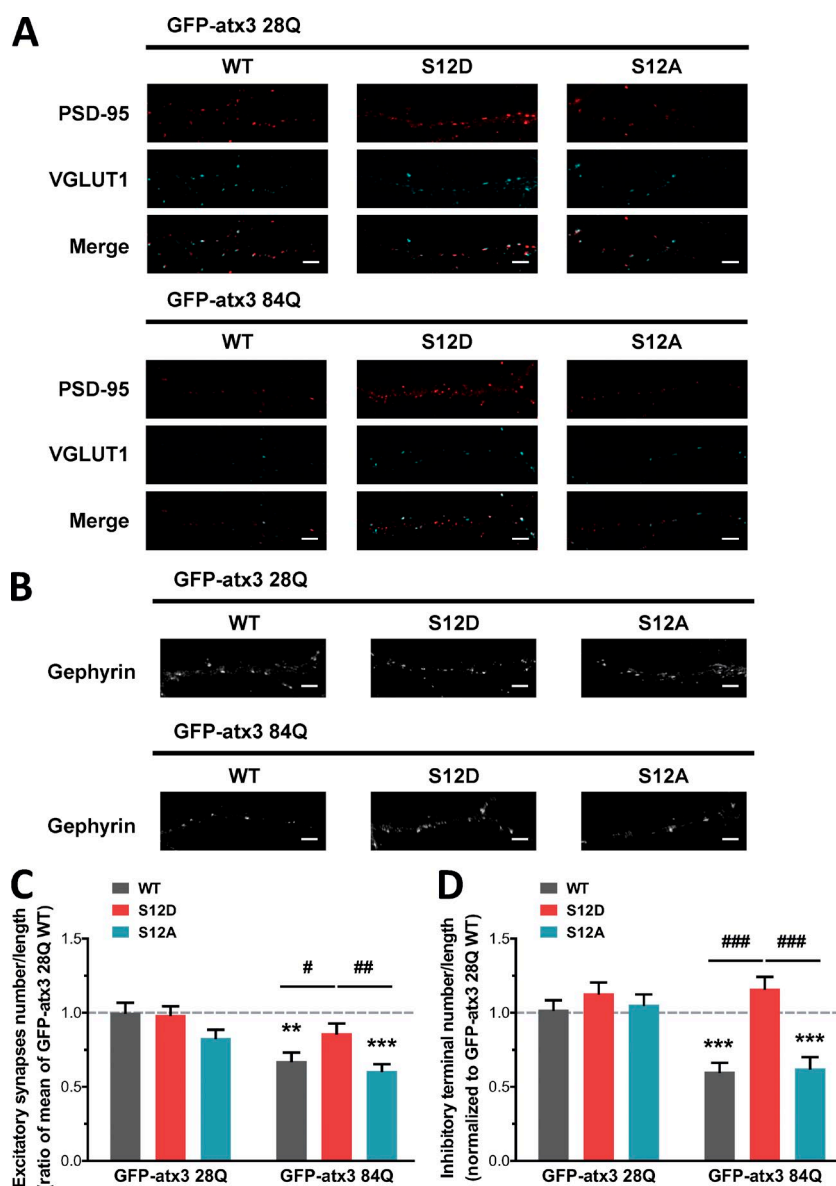 A
GFP-atx3 28Q
WT S12D S12A
PSD-95
VGLUT1
Merge
GFP-atx3 84Q
WT S12D S12A
PSD-95
VGLUT1
Merge
B
GFP-atx3 28Q
WT S12D S12A
Gephyrin
GFP-atx3 84Q
WT S12D S12A
Gephyrin
C
WT
S12D
S12A
Excitatory synapses number/length
(ratio of mean of GFP-atx3 28Q WT)
1.5
1.0
0.5
0.0
# ##
** ***
GFP-atx3 28Q GFP-atx3 84Q
D
WT
S12D
S12A
Inhibitory terminal number/length
(normalized to GFP-atx3 28Q WT)
1.5
1.0
0.5
0.0
### ###
*** ***
GFP-atx3 28Q GFP-atx3 84Q